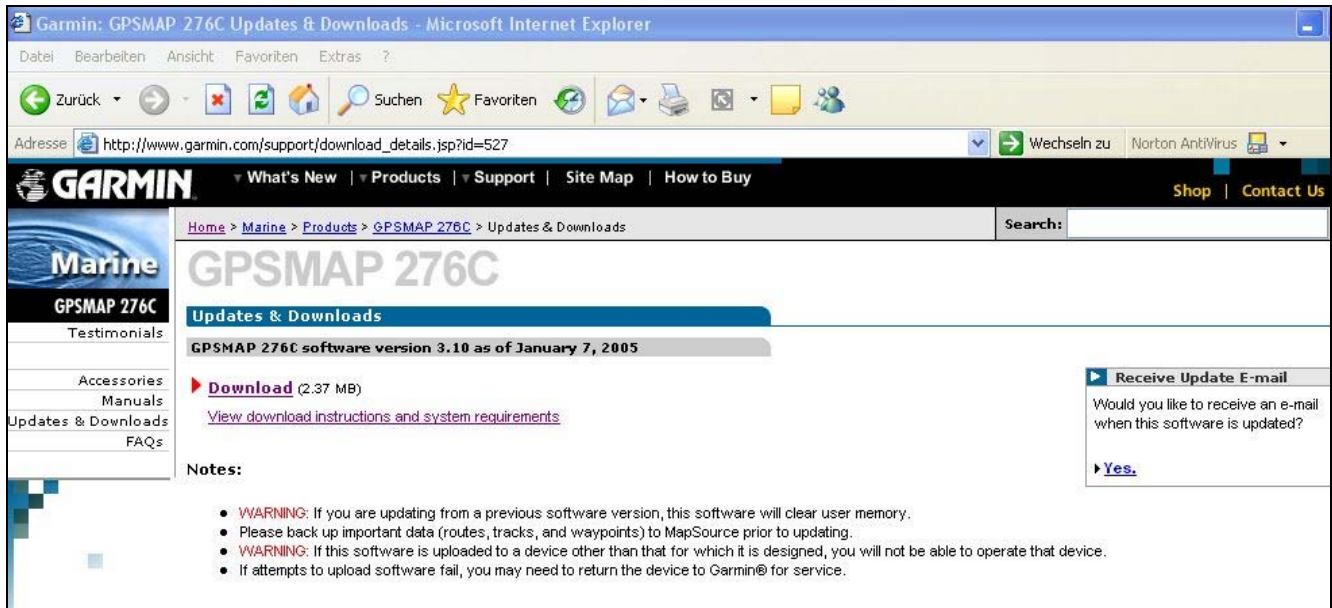 Garmin: GPSMAP 276C Updates & Downloads - Microsoft Internet Explorer
Datei Bearbeiten Ansicht Favoriten Extras ?
Zurück Suchen Favoriten
Adresse http://www.garmin.com/support/download_details.jsp?id=527 Wechseln zu Norton AntiVirus
GARMIN What's New | Products | Support | Site Map | How to Buy
Shop | Contact Us
Home > Marine > Products > GPSMAP 276C > Updates & Downloads Search:
Marine
GPSMAP 276C
GPSMAP 276C
Testimonials
Accessories
Manuals
Updates & Downloads
FAQs
Updates & Downloads
GPSMAP 276C software version 3.10 as of January 7, 2005
Download (2.37 MB)
View download instructions and system requirements
Receive Update E-mail
Would you like to receive an e-mail
when this software is updated?
Yes.
Notes:
• WARNING: If you are updating from a previous software version, this software will clear user memory.
• Please back up important data (routes, tracks, and waypoints) to MapSource prior to updating.
• WARNING: If this software is uploaded to a device other than that for which it is designed, you will not be able to operate that device.
• If attempts to upload software fail, you may need to return the device to Garmin® for service.